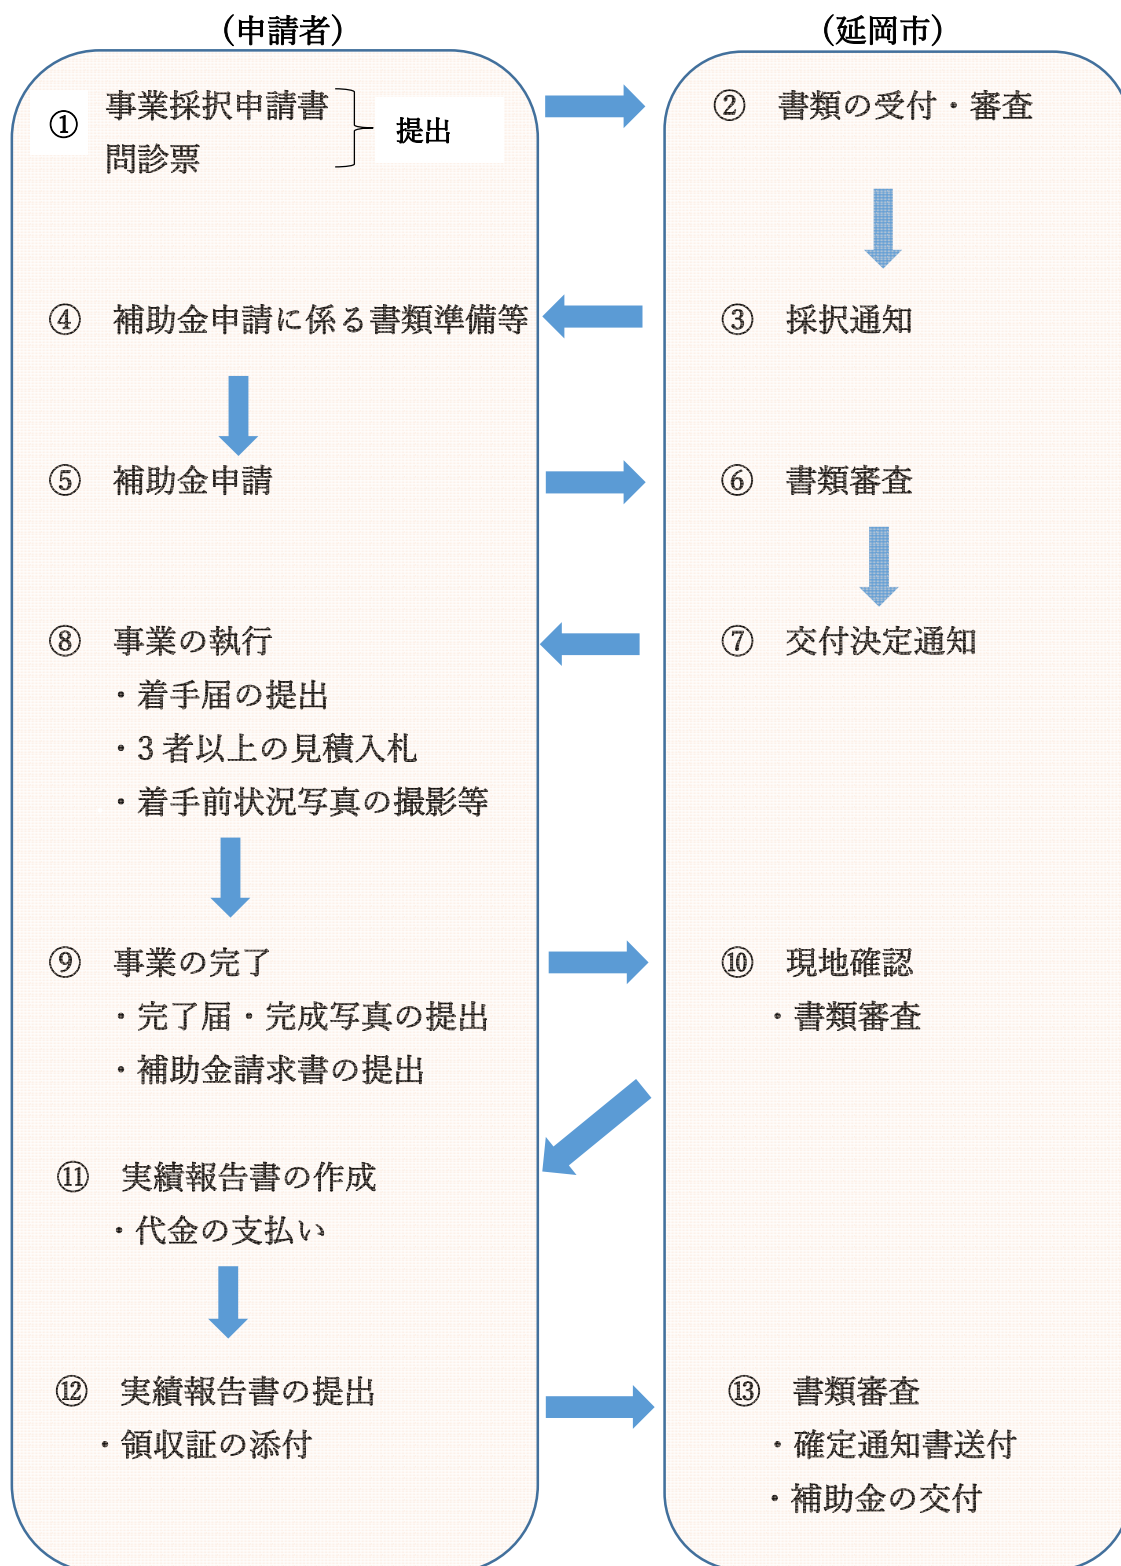 （申請者）
（延岡市）
① 事業採択申請書
問診票
提出
② 書類の受付・審査
③ 採択通知
④ 補助金申請に係る書類準備等
⑤ 補助金申請
⑥ 書類審査
⑦ 交付決定通知
⑧ 事業の執行
・着手届の提出
・3者以上の見積入札
・着手前状況写真の撮影等
⑨ 事業の完了
・完了届・完成写真の提出
・補助金請求書の提出
⑩ 現地確認
・書類審査
⑪ 実績報告書の作成
・代金の支払い
⑫ 実績報告書の提出
・領収証の添付
⑬ 書類審査
・確定通知書送付
・補助金の交付